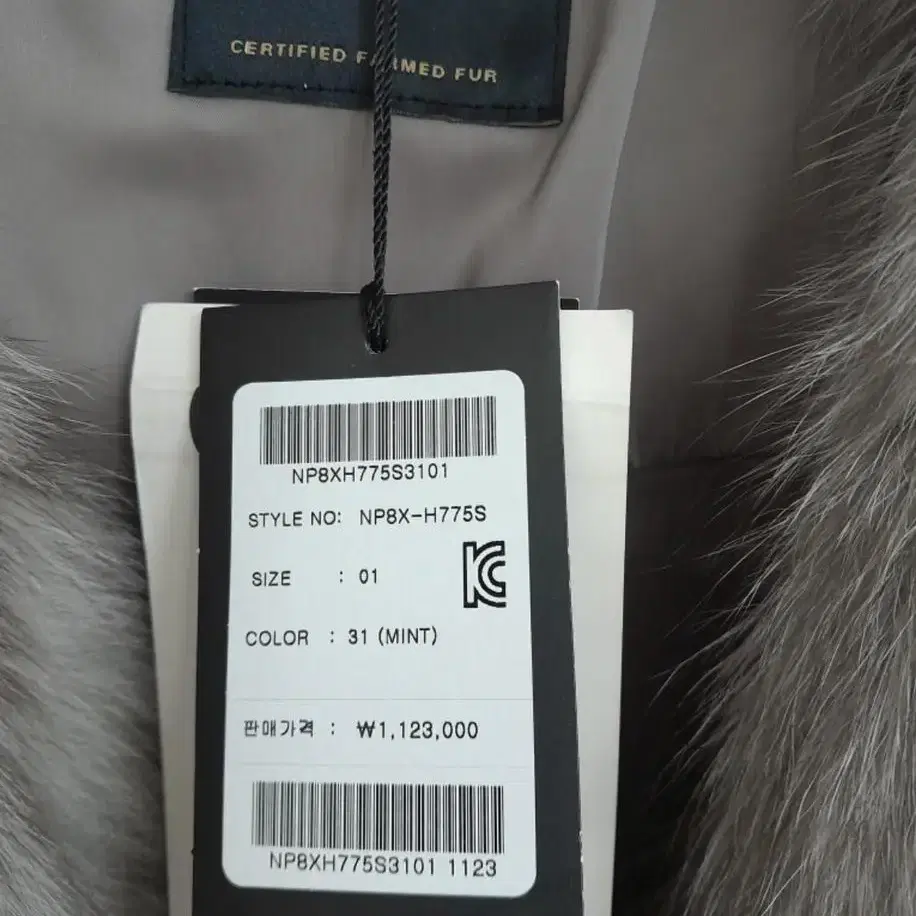 CERTIFIED FARMED FUR
NP8XH775S3101
STYLE NO: NP8X-H775S
SIZE : 01
KC
COLOR : 31 (MINT)
판매가격 : ₩1,123,000
NP8XH775S3101 1123